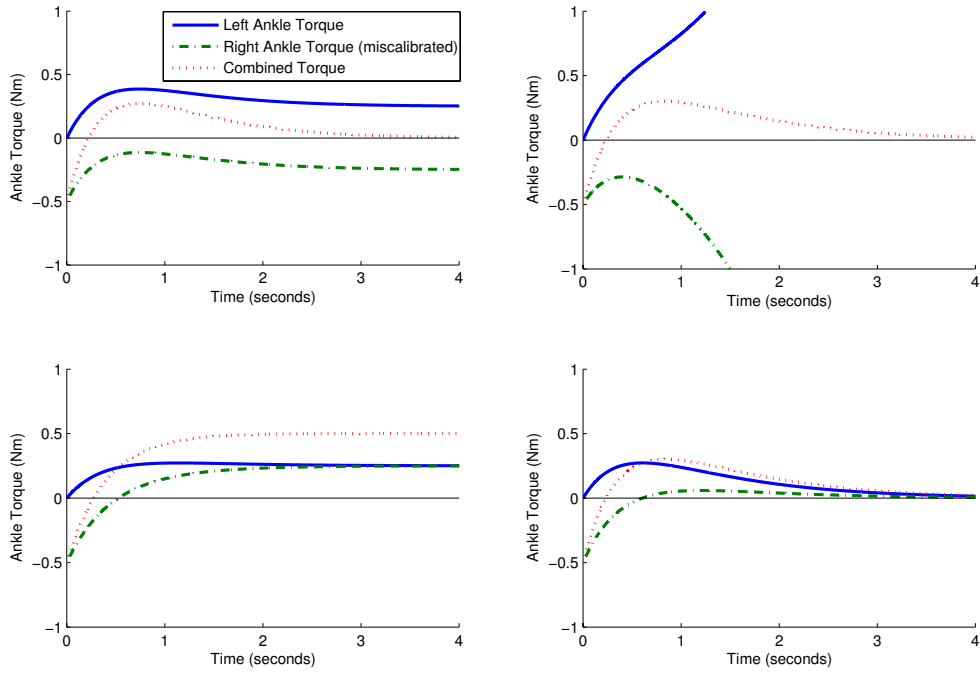 1
0.5
0
−0.5
−1
Ankle Torque (Nm)
0 1 2 3 4
Time (seconds)
Left Ankle Torque
Right Ankle Torque (miscalibrated)
Combined Torque
1
0.5
0
−0.5
−1
Ankle Torque (Nm)
0 1 2 3 4
Time (seconds)
1
0.5
0
−0.5
−1
Ankle Torque (Nm)
0 1 2 3 4
Time (seconds)
1
0.5
0
−0.5
−1
Ankle Torque (Nm)
0 1 2 3 4
Time (seconds)